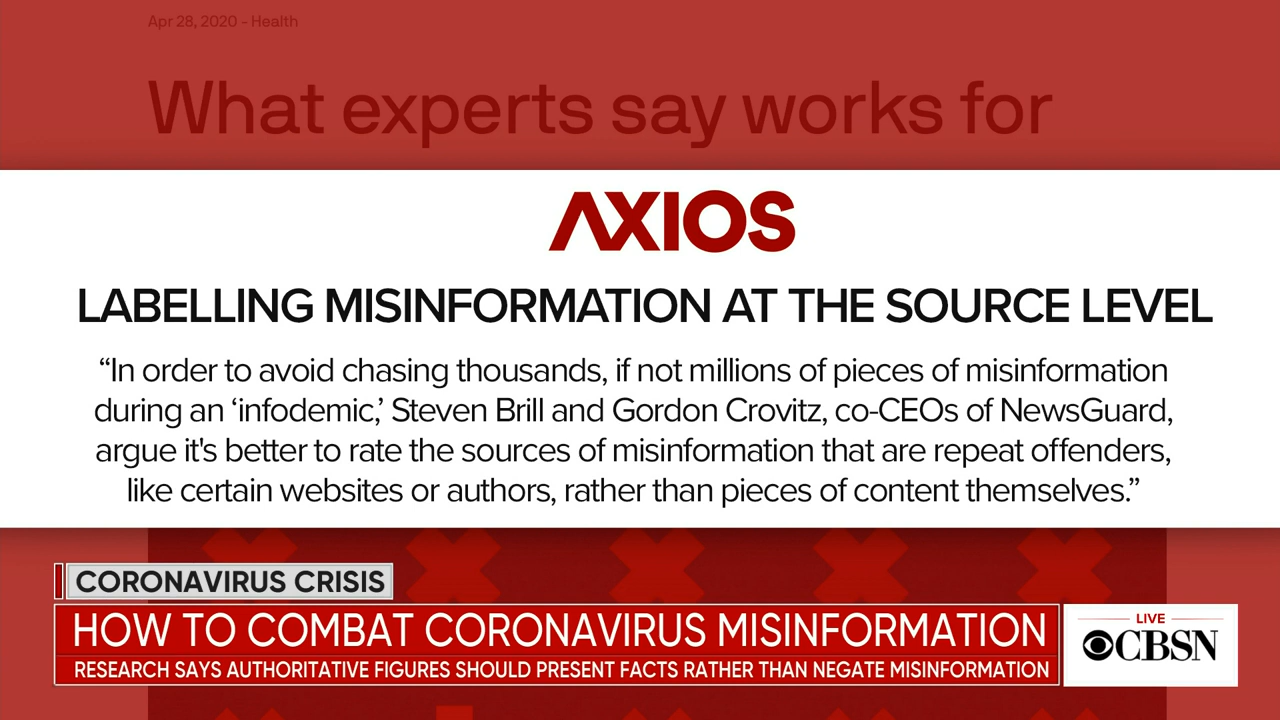 Apr 28, 2020 - Health
What experts say works for
AXIOS
LABELLING MISINFORMATION AT THE SOURCE LEVEL
“In order to avoid chasing thousands, if not millions of pieces of misinformation
during an ‘infodemic,’ Steven Brill and Gordon Crovitz, co-CEOs of NewsGuard,
argue it's better to rate the sources of misinformation that are repeat offenders,
like certain websites or authors, rather than pieces of content themselves.”
CORONAVIRUS CRISIS
HOW TO COMBAT CORONAVIRUS MISINFORMATION
RESEARCH SAYS AUTHORITATIVE FIGURES SHOULD PRESENT FACTS RATHER THAN NEGATE MISINFORMATION
LIVE
CBSN